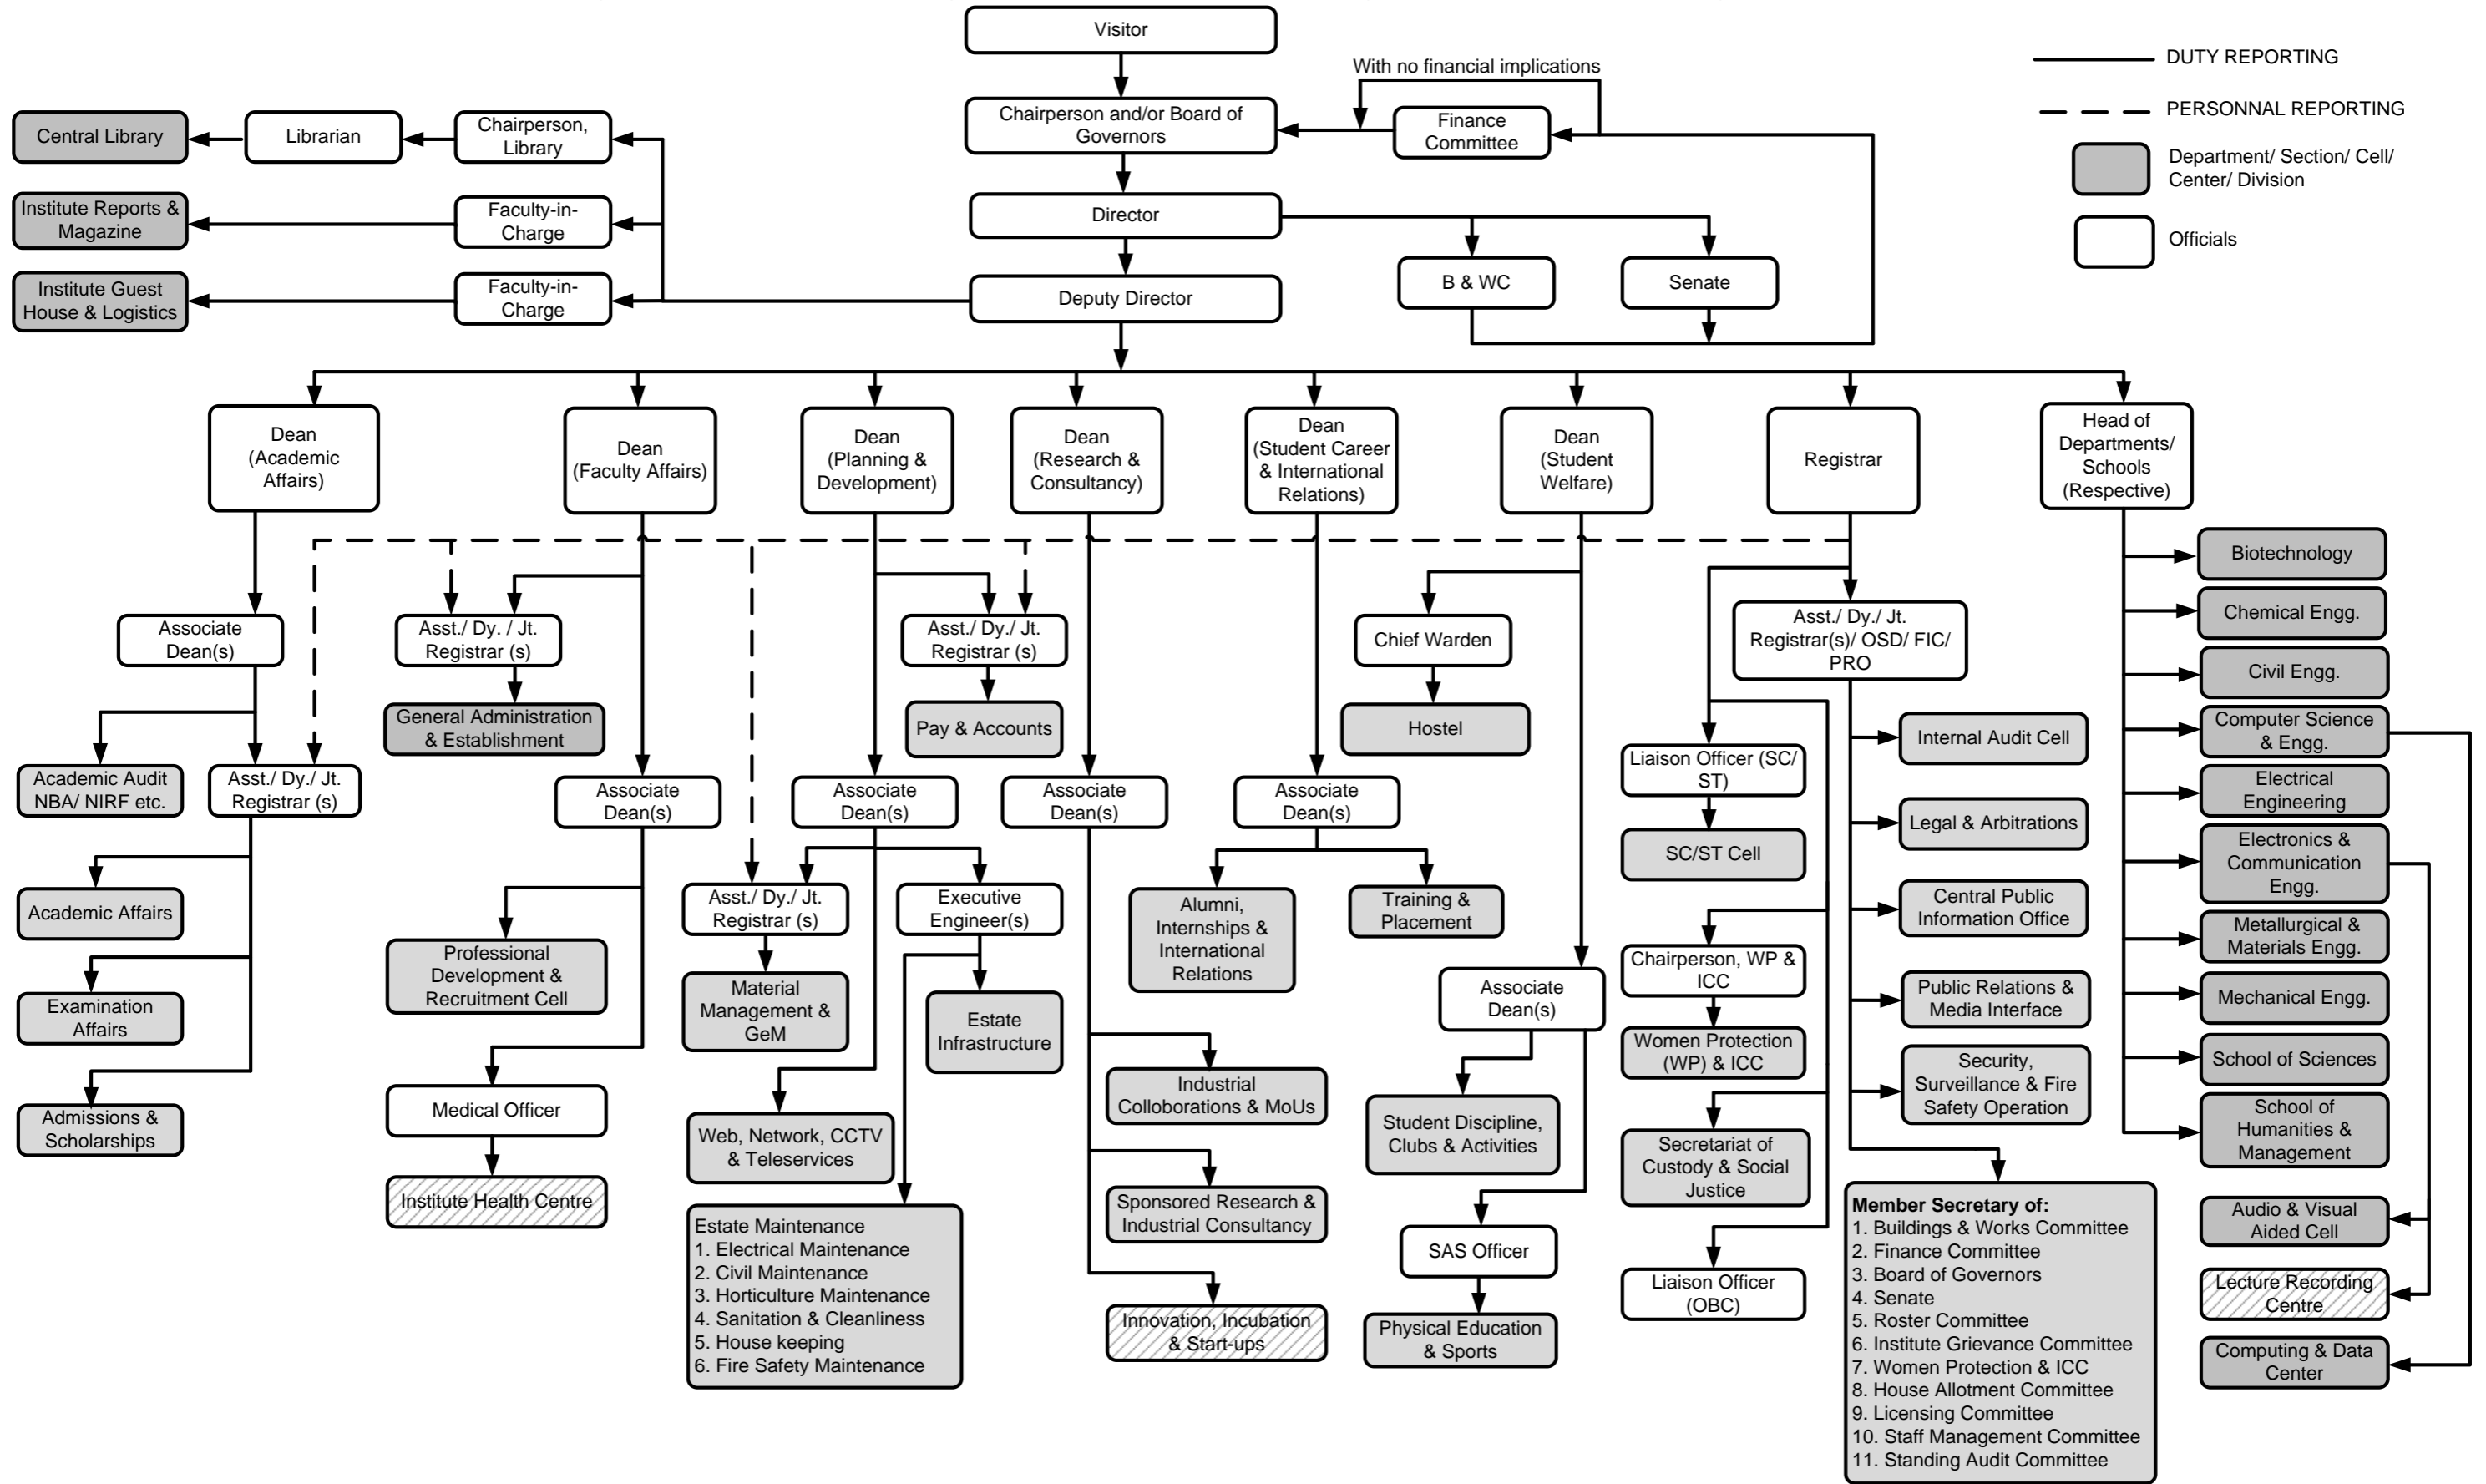 Visitor
With no financial implications
Chairperson and/or Board of
Governors
Finance
Committee
Director
B & WC
Senate
Deputy Director
DUTY REPORTING
PERSONNAL REPORTING
Department/ Section/ Cell/
Center/ Division
Officials
Central Library
Librarian
Chairperson,
Library
Institute Reports &
Magazine
Faculty-in-
Charge
Institute Guest
House & Logistics
Faculty-in-
Charge
Dean
(Academic
Affairs)
Dean
(Faculty Affairs)
Dean
(Planning &
Development)
Dean
(Research &
Consultancy)
Dean
(Student Career
& International
Relations)
Dean
(Student
Welfare)
Registrar
Head of
Departments/
Schools
(Respective)
Associate
Dean(s)
Academic Audit
NBA/ NIRF etc.
Asst./ Dy./ Jt.
Registrar (s)
Academic Affairs
Examination
Affairs
Admissions &
Scholarships
Asst./ Dy. / Jt.
Registrar (s)
General Administration
& Establishment
Associate
Dean(s)
Professional
Development &
Recruitment Cell
Medical Officer
Institute Health Centre
Asst./ Dy./ Jt.
Registrar (s)
Pay & Accounts
Associate
Dean(s)
Asst./ Dy./ Jt.
Registrar (s)
Executive
Engineer(s)
Material
Management &
GeM
Estate
Infrastructure
Web, Network, CCTV
& Teleservices
Estate Maintenance
1. Electrical Maintenance
2. Civil Maintenance
3. Horticulture Maintenance
4. Sanitation & Cleanliness
5. House keeping
6. Fire Safety Maintenance
Associate
Dean(s)
Industrial
Colloborations & MoUs
Sponsored Research &
Industrial Consultancy
Innovation, Incubation
& Start-ups
Associate
Dean(s)
Alumni,
Internships &
International
Relations
Training &
Placement
Chief Warden
Hostel
Associate
Dean(s)
Student Discipline,
Clubs & Activities
SAS Officer
Physical Education
& Sports
Asst./ Dy./ Jt.
Registrar(s)/ OSD/ FIC/
PRO
Liaison Officer (SC/
ST)
SC/ST Cell
Chairperson, WP &
ICC
Women Protection
(WP) & ICC
Secretariat of
Custody & Social
Justice
Liaison Officer
(OBC)
Internal Audit Cell
Legal & Arbitrations
Central Public
Information Office
Public Relations &
Media Interface
Security,
Surveillance & Fire
Safety Operation
Member Secretary of:
1. Buildings & Works Committee
2. Finance Committee
3. Board of Governors
4. Senate
5. Roster Committee
6. Institute Grievance Committee
7. Women Protection & ICC
8. House Allotment Committee
9. Licensing Committee
10. Staff Management Committee
11. Standing Audit Committee
Biotechnology
Chemical Engg.
Civil Engg.
Computer Science
& Engg.
Electrical
Engineering
Electronics &
Communication
Engg.
Metallurgical &
Materials Engg.
Mechanical Engg.
School of Sciences
School of
Humanities &
Management
Audio & Visual
Aided Cell
Lecture Recording
Centre
Computing & Data
Center